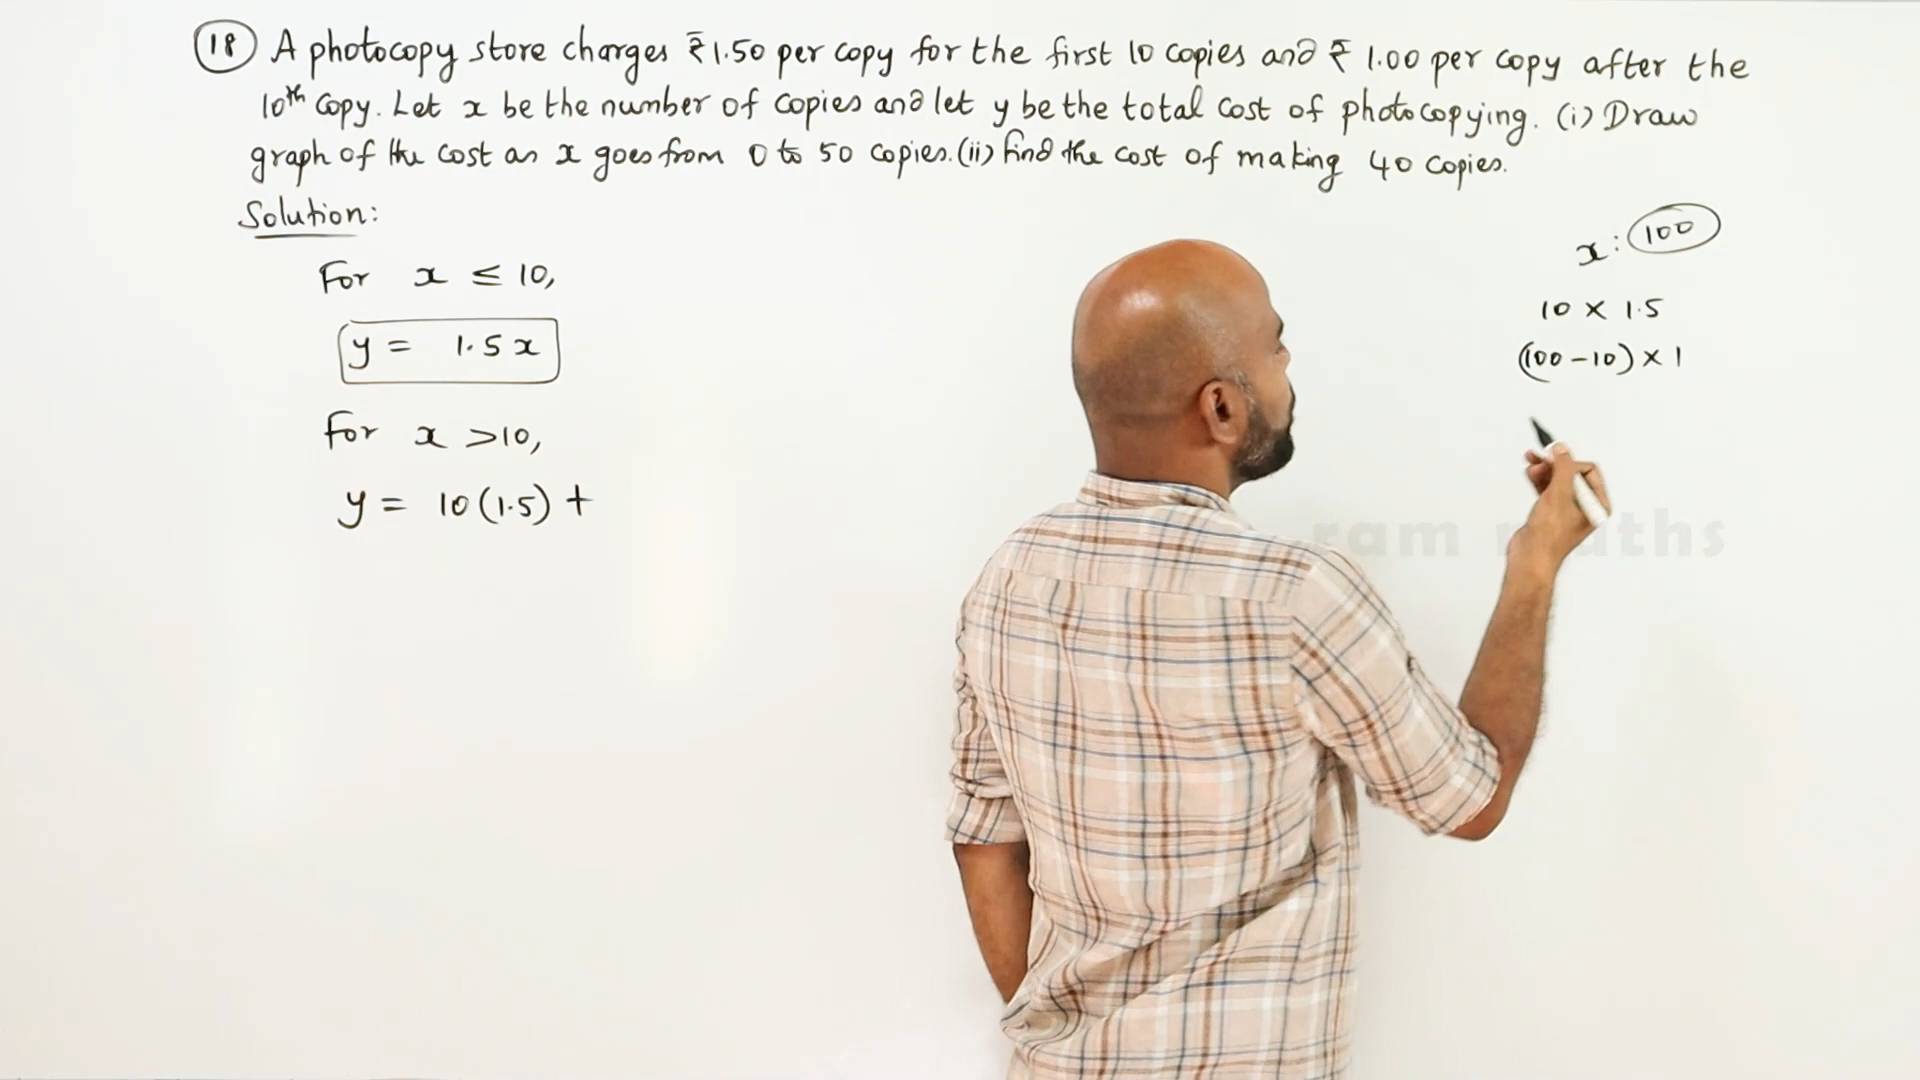 18 A photocopy store charges ₹1.50 per copy for the first 10 copies and ₹ 1.00 per copy after the
10th copy. Let x be the number of copies and let y be the total cost of photocopying. (i) Draw
graph of the cost as x goes from 0 to 50 copies. (ii) find the cost of making 40 copies.
Solution:
For x ≤ 10,
y = 1.5x
For x >10,
y = 10(1.5) +
x : 100
10 × 1.5
(100 - 10) × 1
ram maths